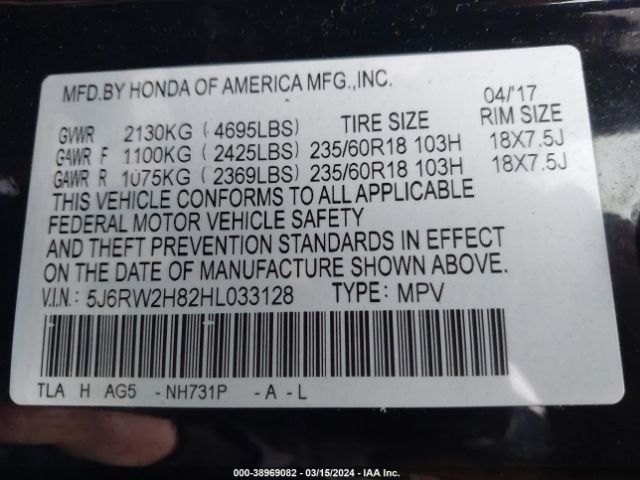 MFD.BY HONDA OF AMERICA MFG.,INC.
04/'17
GVWR 2130KG (4695LBS) TIRE SIZE RIM SIZE
GAWR F 1100KG (2425LBS) 235/60R18 103H 18X7.5J
GAWR R 1075KG (2369LBS) 235/60R18 103H 18X7.5J
THIS VEHICLE CONFORMS TO ALL APPLICABLE
FEDERAL MOTOR VEHICLE SAFETY
AND THEFT PREVENTION STANDARDS IN EFFECT
ON THE DATE OF MANUFACTURE SHOWN ABOVE.
V.I.N.: 5J6RW2H82HL033128 TYPE: MPV
TLA H AG5 -NH731P -A-L
000-38969082 - 03/15/2024 - IAA Inc.